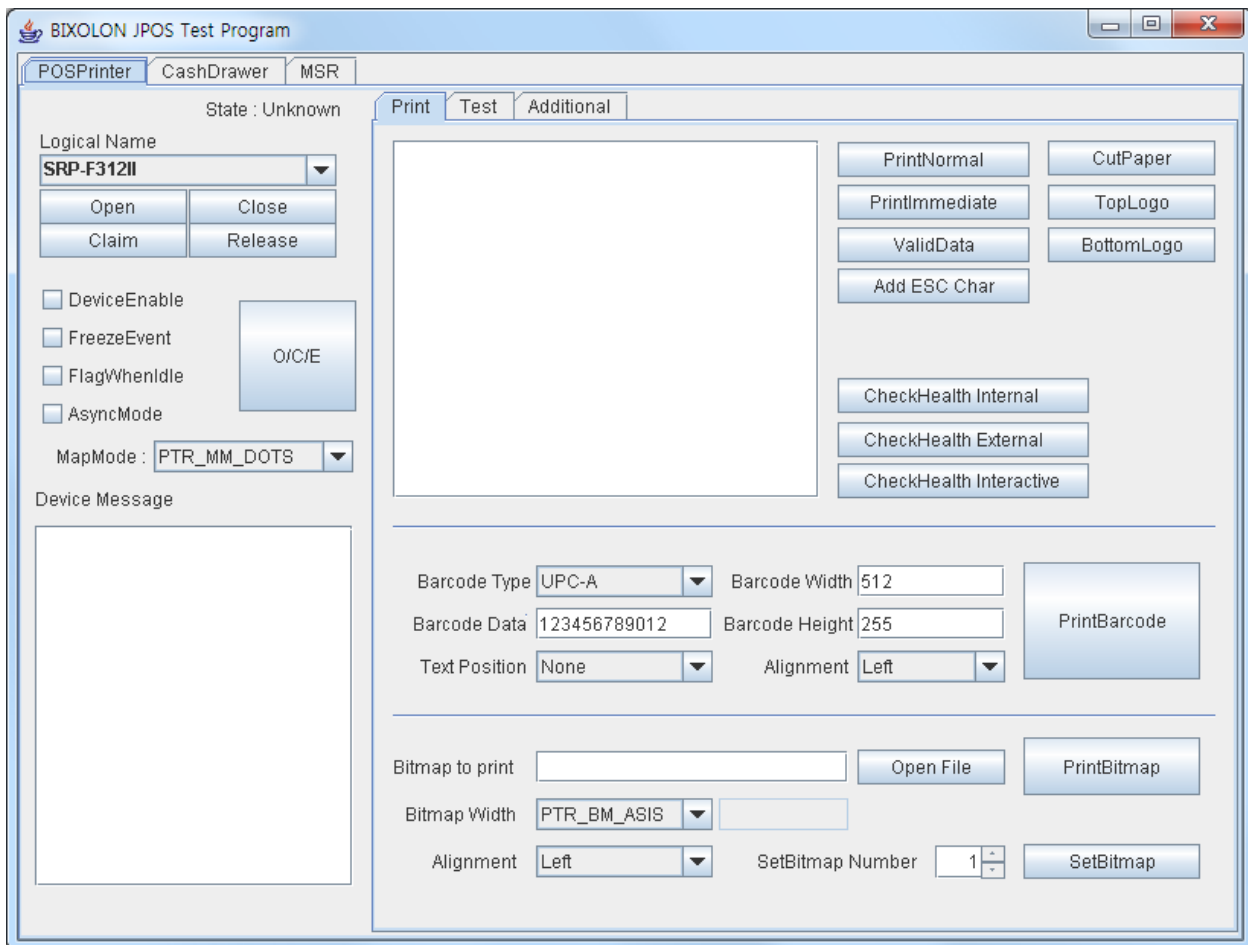 BIXOLON JPOS Test Program
POSPrinter CashDrawer MSR
State : Unknown
Logical Name
SRP-F312II
Open Close
Claim Release
DeviceEnable
FreezeEvent
FlagWhenIdle
AsyncMode
O/C/E
MapMode : PTR_MM_DOTS
Device Message
Print Test Additional
PrintNormal CutPaper
PrintImmediate TopLogo
ValidData BottomLogo
Add ESC Char
CheckHealth Internal
CheckHealth External
CheckHealth Interactive
Barcode Type UPC-A Barcode Width 512
Barcode Data 123456789012 Barcode Height 255
Text Position None Alignment Left
PrintBarcode
Bitmap to print Open File PrintBitmap
Bitmap Width PTR_BM_ASIS
Alignment Left SetBitmap Number 1 SetBitmap